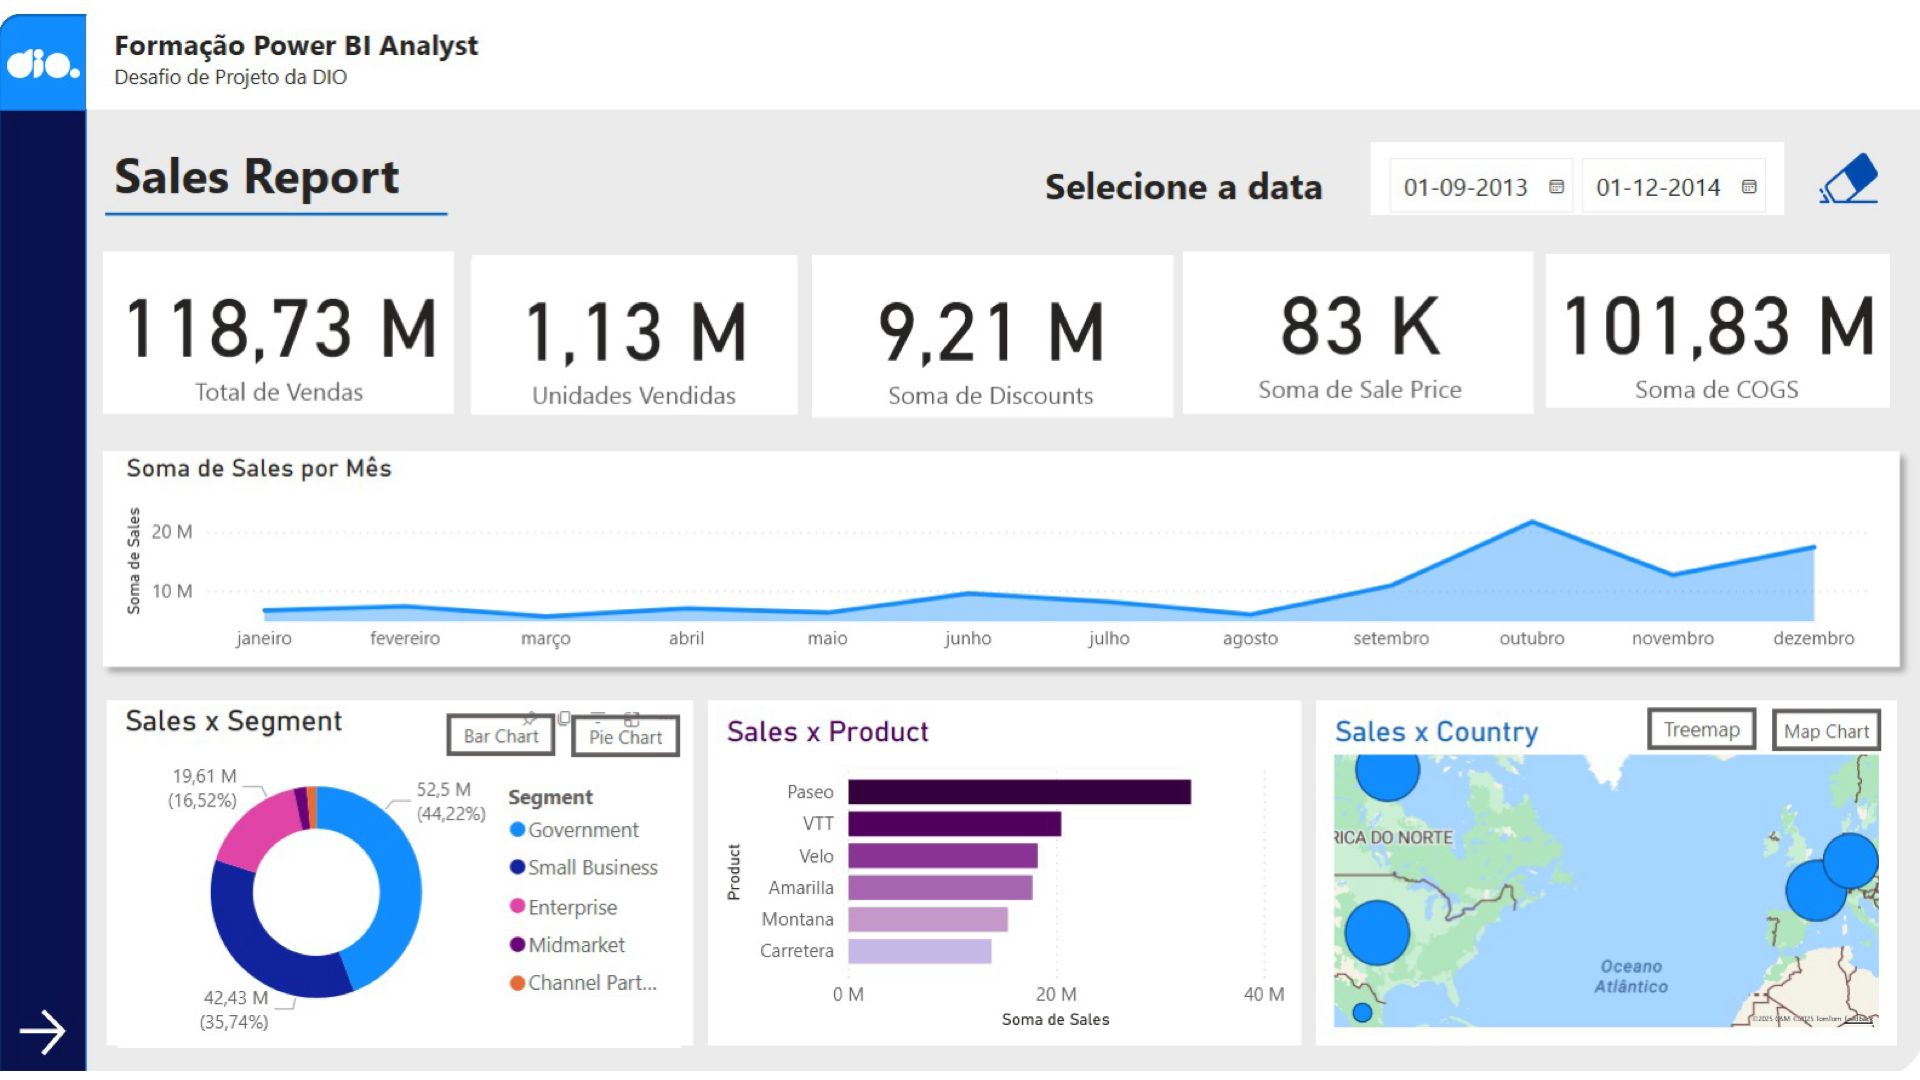 dio.
Formação Power BI Analyst
Desafio de Projeto da DIO
Sales Report
Selecione a data
01-09-2013
01-12-2014
118,73 M
Total de Vendas
1,13 M
Unidades Vendidas
9,21 M
Soma de Discounts
83 K
Soma de Sale Price
101,83 M
Soma de COGS
Soma de Sales por Mês
Soma de Sales
20 M
10 M
janeiro
fevereiro
março
abril
maio
junho
julho
agosto
setembro
outubro
novembro
dezembro
Sales x Segment
Bar Chart
Pie Chart
19,61 M
(16,52%)
52,5 M
(44,22%)
42,43 M
(35,74%)
Segment
Government
Small Business
Enterprise
Midmarket
Channel Part...
Sales x Product
Product
Paseo
VTT
Velo
Amarilla
Montana
Carretera
0 M
20 M
40 M
Soma de Sales
Sales x Country
Treemap
Map Chart
RICA DO NORTE
Oceano
Atlântico
©2025 TomTom